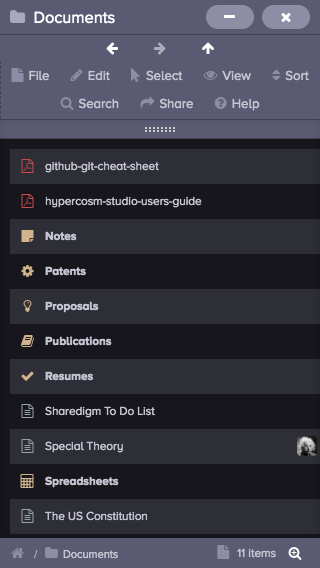 Documents
File Edit Select View Sort
Search Share Help
github-git-cheat-sheet
hypercosm-studio-users-guide
Notes
Patents
Proposals
Publications
Resumes
Sharedigm To Do List
Special Theory
Spreadsheets
The US Constitution
/ Documents 11 items